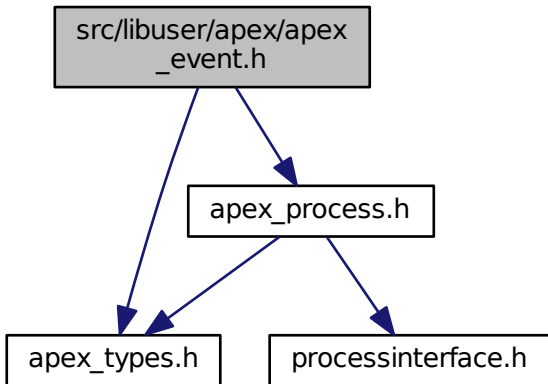 src/libuser/apex/apex
_event.h
apex_process.h
apex_types.h
processinterface.h